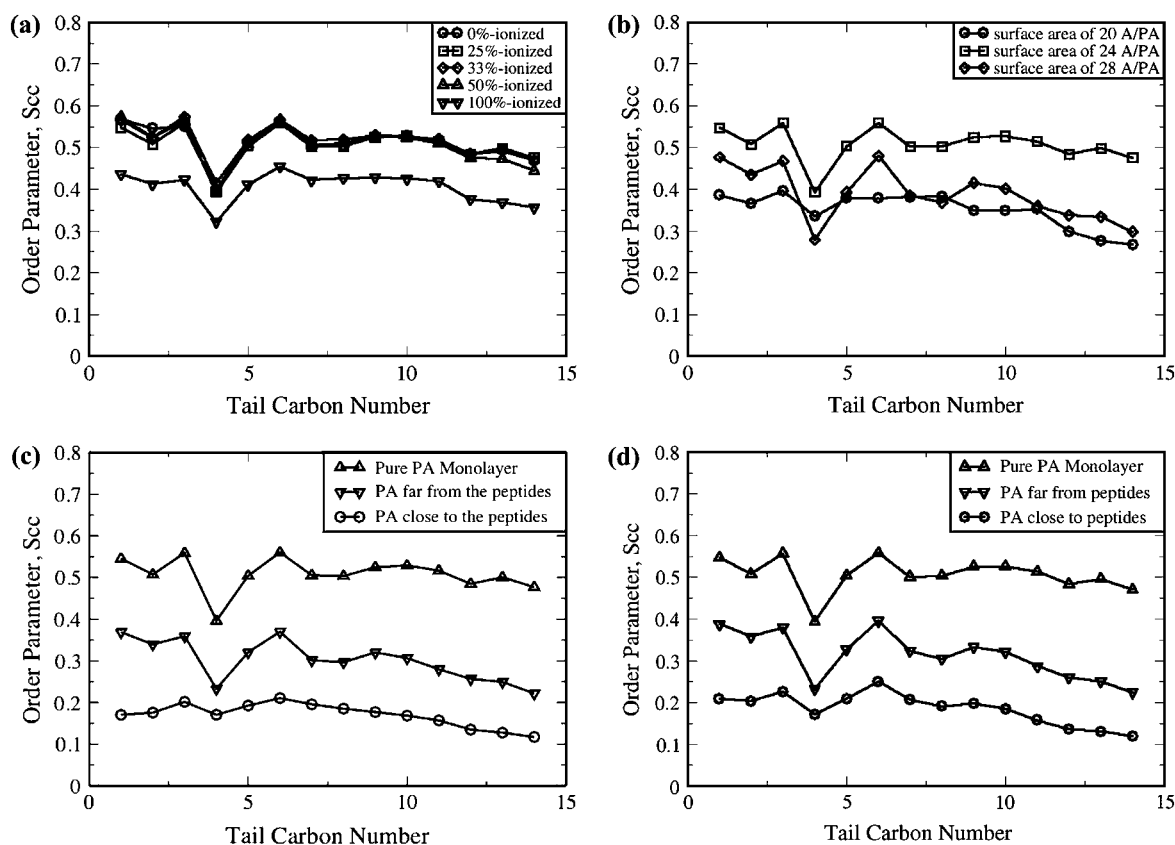 (a)
0%-ionized
25%-ionized
33%-ionized
50%-ionized
100%-ionized
Order Parameter, Scc
0.8
0.7
0.6
0.5
0.4
0.3
0.2
0.1
0
0
5
10
15
Tail Carbon Number
(b)
surface area of 20 A/PA
surface area of 24 A/PA
surface area of 28 A/PA
Order Parameter, Scc
0.8
0.7
0.6
0.5
0.4
0.3
0.2
0.1
0
0
5
10
15
Tail Carbon Number
(c)
Pure PA Monolayer
PA far from the peptides
PA close to the peptides
Order Parameter, Scc
0.8
0.7
0.6
0.5
0.4
0.3
0.2
0.1
0
0
5
10
15
Tail Carbon Number
(d)
Pure PA Monolayer
PA far from peptides
PA close to peptides
Order Parameter, Scc
0.8
0.7
0.6
0.5
0.4
0.3
0.2
0.1
0
0
5
10
15
Tail Carbon Number